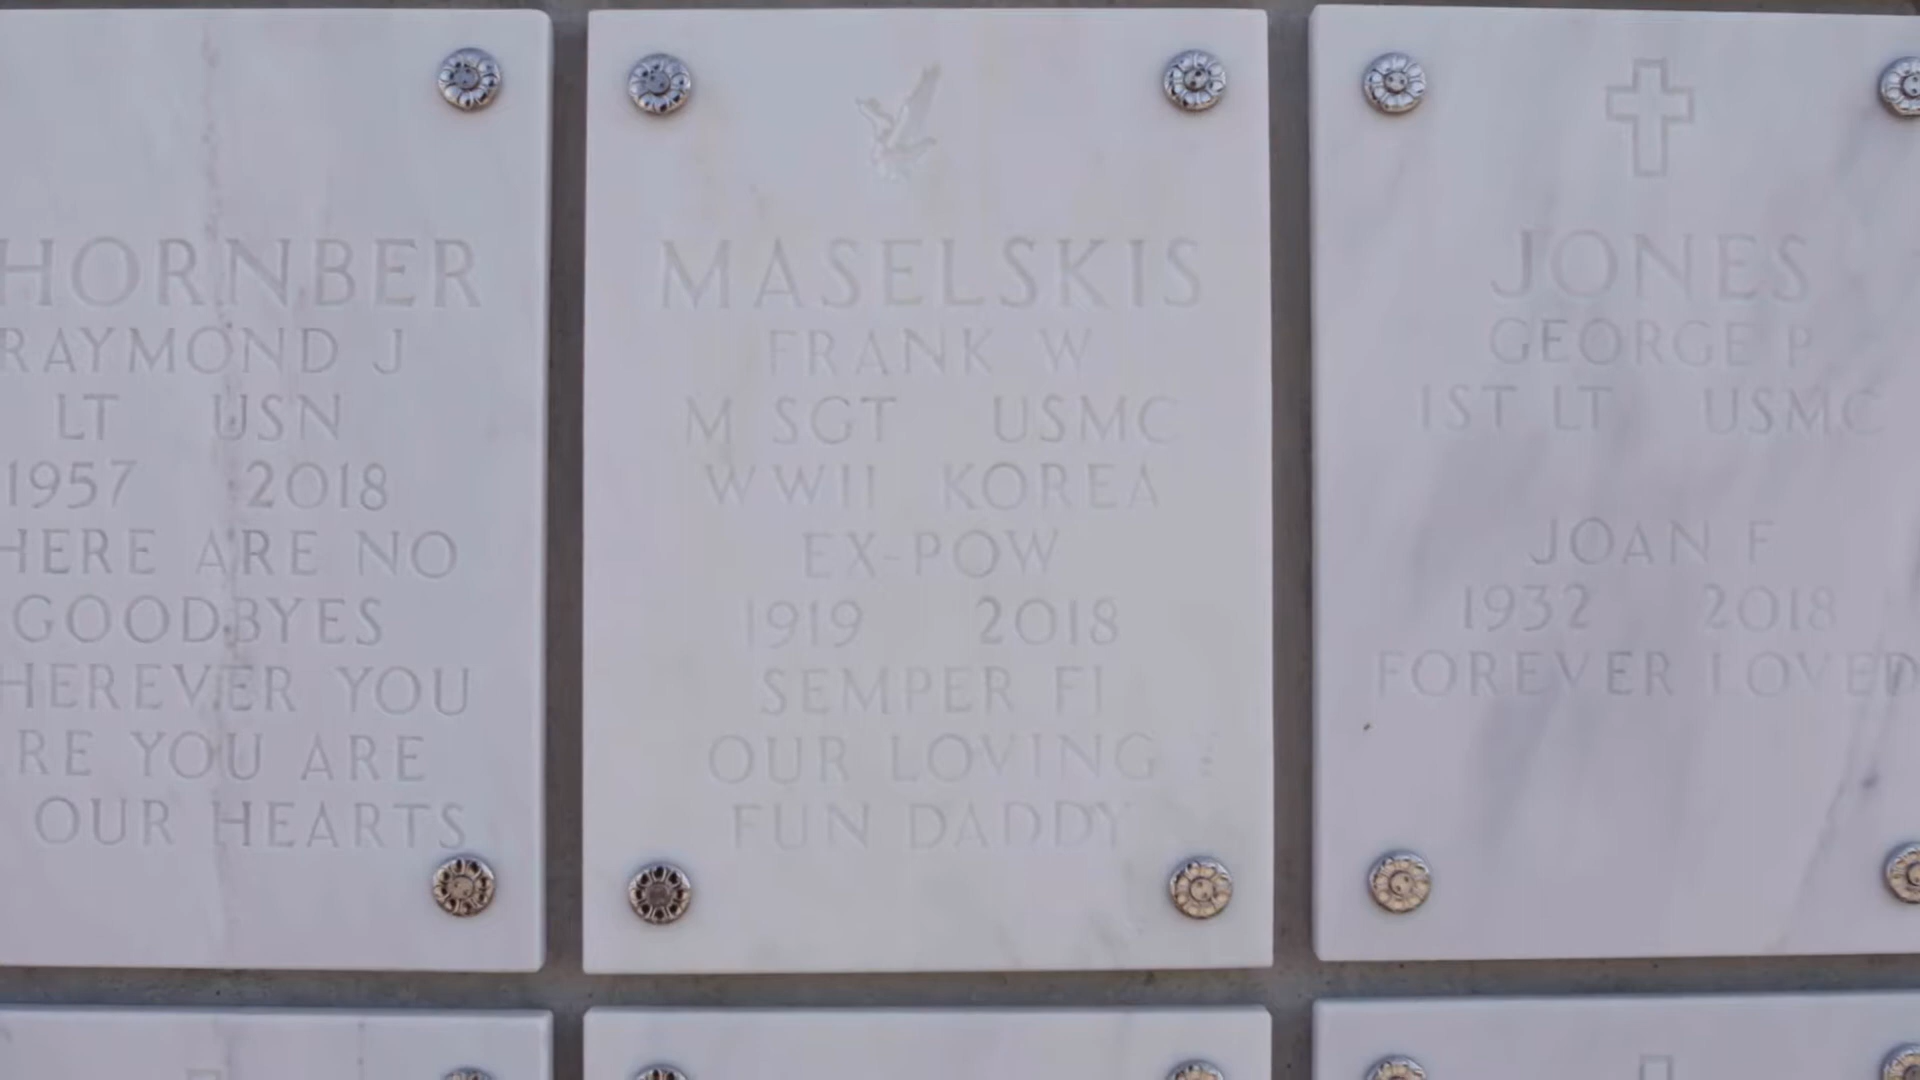 HORNBER
RAYMOND J
LT USN
1957 2018
HERE ARE NO
GOODBYES
HEREVER YOU
RE YOU ARE
OUR HEARTS
MASELSKIS
FRANK W
M SGT USMC
WWII KOREA
EX-POW
1919 2018
SEMPER FI
OUR LOVING
FUN DADDY
JONES
GEORGE P
1ST LT USMC
JOAN F
1932 2018
FOREVER LOVED